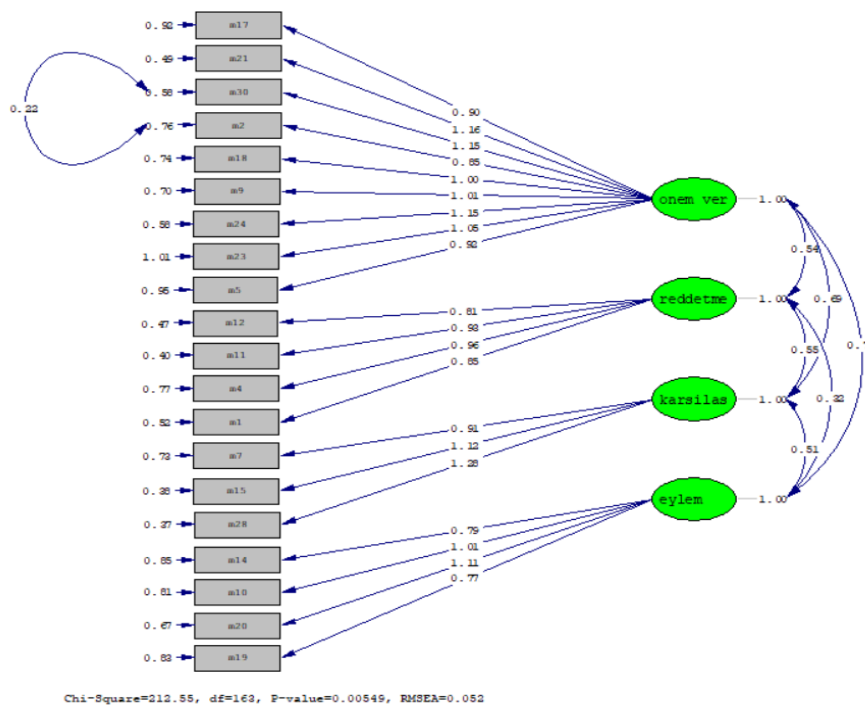 0.92 m17
0.49 m21
0.58 m30
0.22
0.76 m2
0.74 m18
0.70 m9
0.58 m24
1.01 m23
0.95 m5
0.47 m12
0.40 m11
0.77 m4
0.52 m1
0.73 m7
0.38 m15
0.37 m28
0.85 m14
0.81 m10
0.67 m20
0.83 m19
0.90
1.16
1.15
0.85
1.00
1.01
1.15
1.05
0.92
0.81
0.93
0.96
0.85
0.91
1.12
1.28
0.79
1.01
1.11
0.77
onem ver 1.00
reddetme 1.00
karsilas 1.00
eylem 1.00
0.54
0.69
0.55
0.32
0.51
Chi-Square=212.55, df=163, P-value=0.00549, RMSEA=0.052